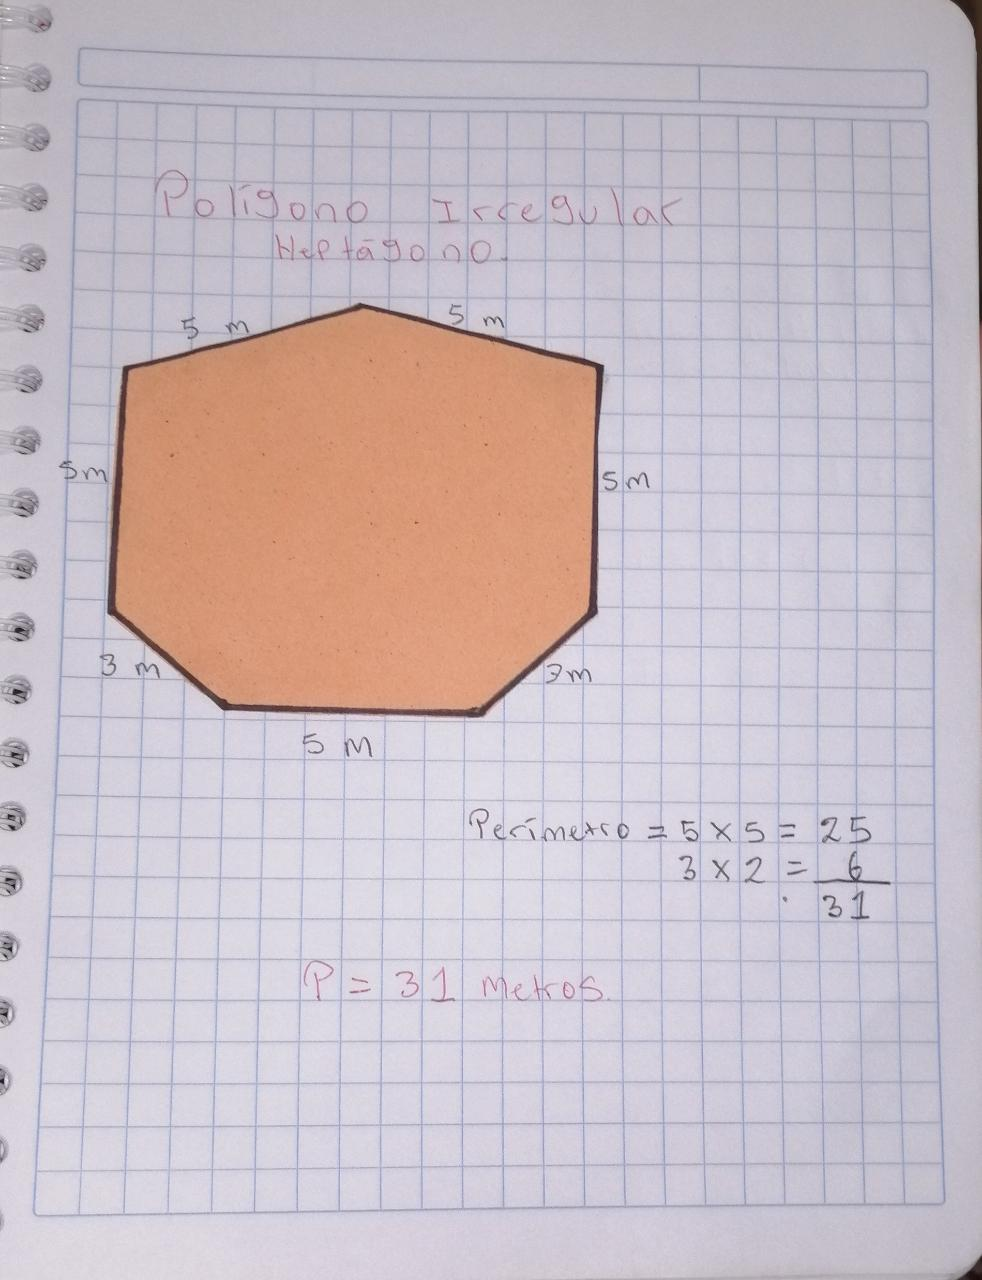 Polígono Irregular
Heptágono.
5 m
5 m
5m
5m
3 m
3m
5 m
Perímetro = 5 x 5 = 25
3 x 2 = 6
31
P = 31 metros.